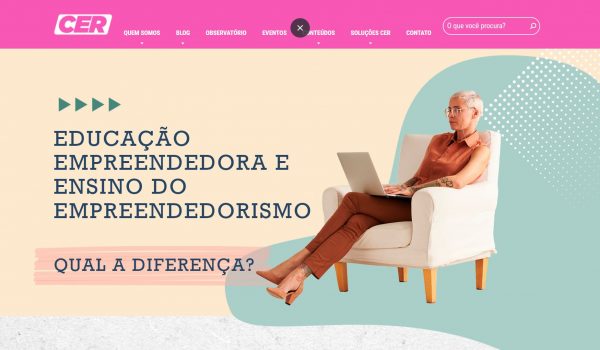 CER
QUEM SOMOS BLOG OBSERVATÓRIO EVENTOS NTEÚDOS SOLUÇÕES CER CONTATO
O que você procura?
EDUCAÇÃO
EMPREENDEDORA E
ENSINO DO
EMPREENDEDORISMO
QUAL A DIFERENÇA?